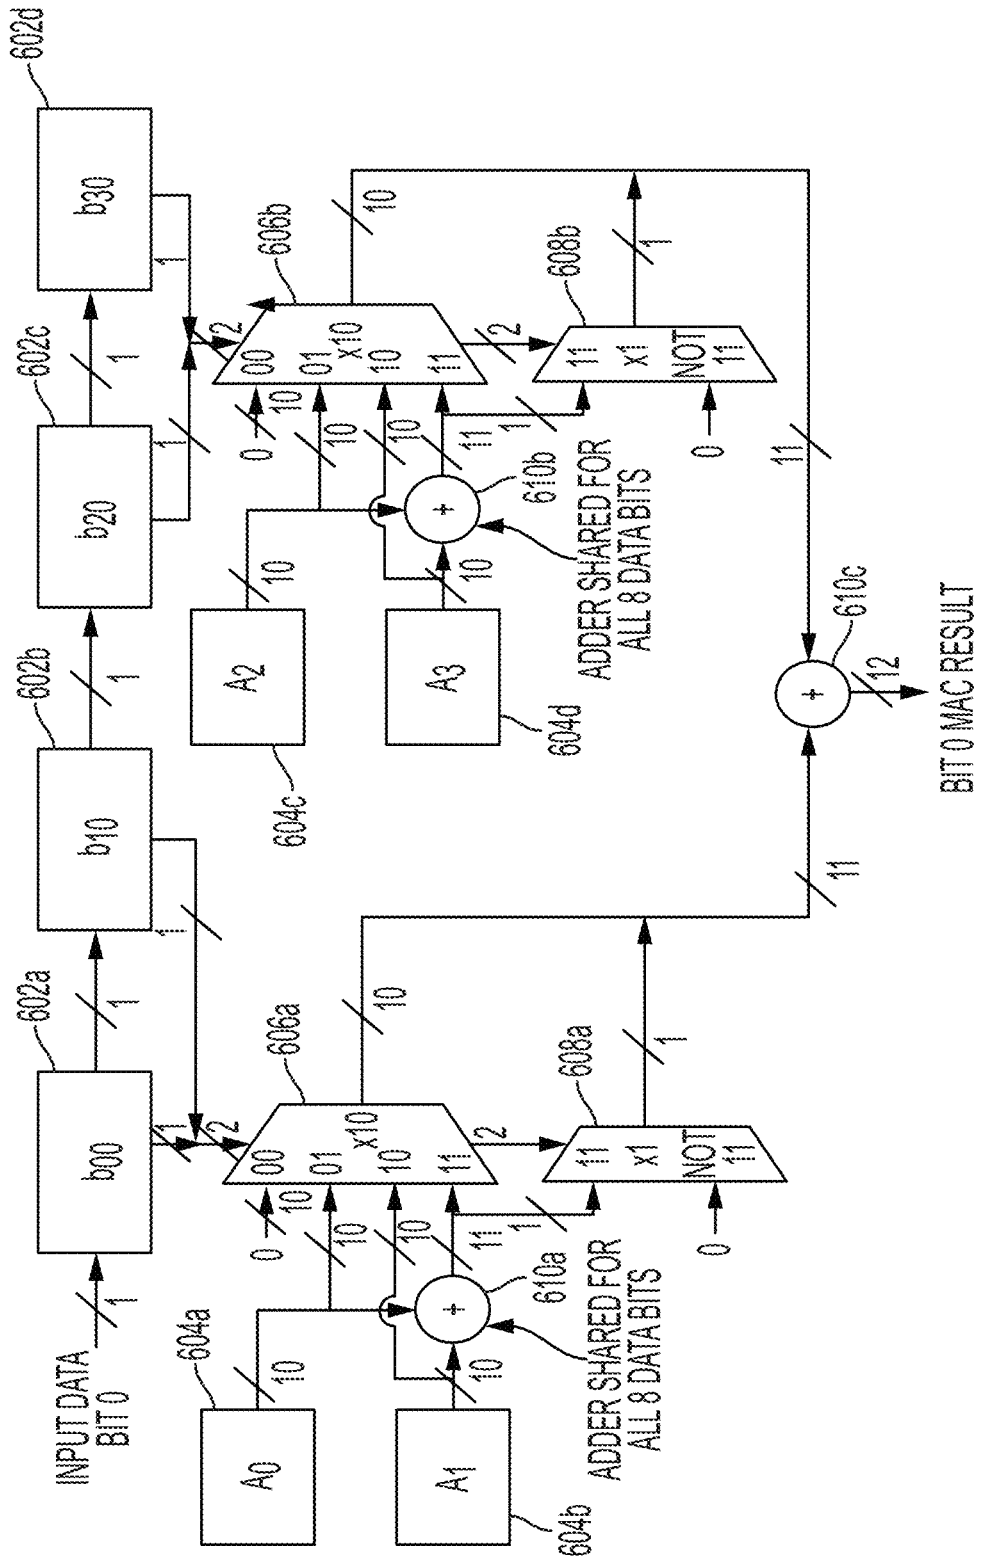 INPUT DATA
BIT 0
1
b00
602a
1
b10
602b
1
b20
602c
1
b30
602d
1
1
2
1
1
2
A0
604a
10
A1
604b
10
0
10
10
10
11
1
610a
ADDER SHARED FOR
ALL 8 DATA BITS
00
01
x10
10
11
606a
2
10
11
x1
NOT
11
608a
0
1
11
A2
604c
10
A3
604d
10
0
10
10
10
11
1
610b
ADDER SHARED FOR
ALL 8 DATA BITS
00
01
x10
10
11
606b
2
10
11
x1
NOT
11
608b
0
1
11
610c
12
BIT 0 MAC RESULT